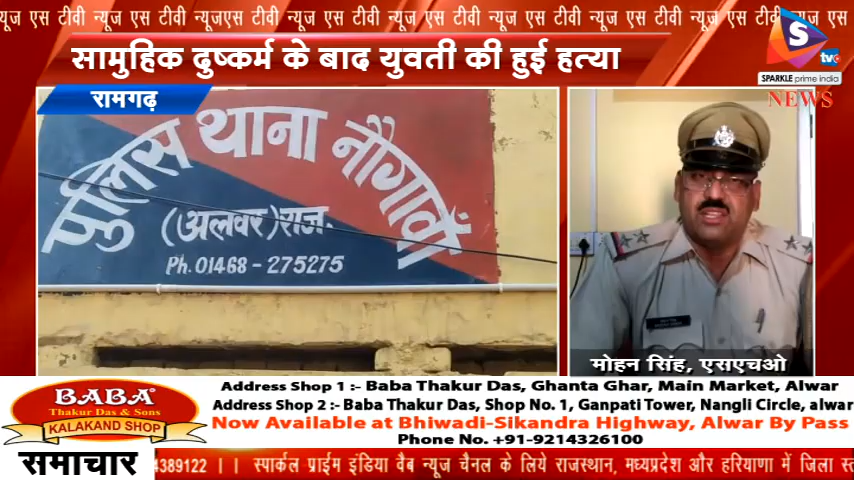 न्यूज एस टीवी न्यूजएस टीवी न्यूज एस टीवी न्यूज एस टीवी न्यूज एस टीवी न्यूज एस टीवी न्यूज एस टीवी न्यूज एस
सामुहिक दुष्कर्म के बाद युवती की हुई हत्या
S
tv
SPARKLE prime india
NEWS
रामगढ़
पुलिस थाना नौगावाँ
(अलवर) राज.
Ph. 01468 - 275275
मोहन सिंह, एसएचओ
BABA
Thakur Das & Sons
KALAKAND SHOP
Address Shop 1 :- Baba Thakur Das, Ghanta Ghar, Main Market, Alwar
Address Shop 2 :- Baba Thakur Das, Shop No. 1, Ganpati Tower, Nangli Circle, alwar
Now Available at Bhiwadi-Sikandra Highway, Alwar By Pass
Phone No. +91-9214326100
समाचार
4389122 || स्पार्कल प्राईम इंडिया वैब न्यूज चैनल के लिये राजस्थान, मध्यप्रदेश और हरियाणा में जिला स्त